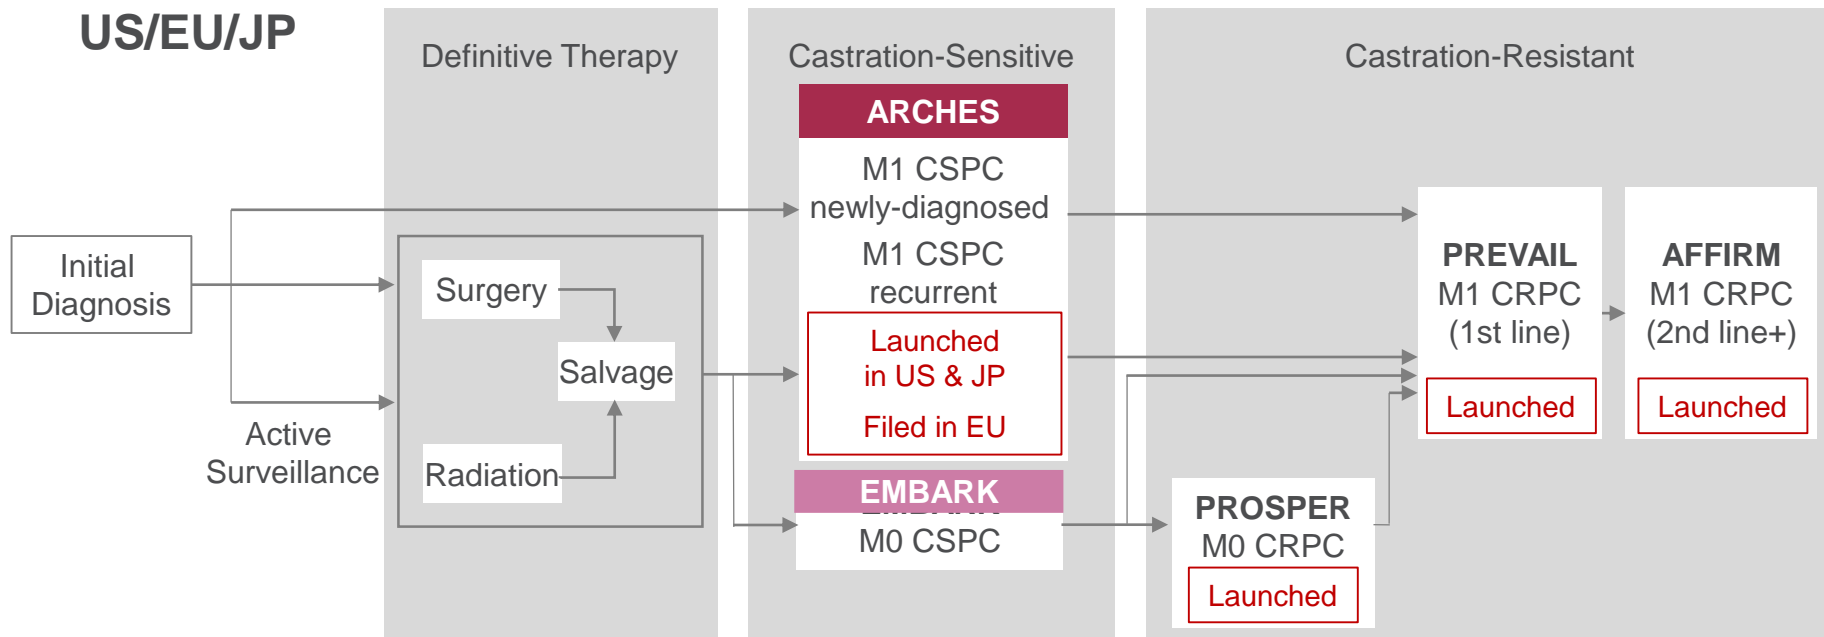 US/EU/JP
Definitive Therapy
Castration-Sensitive
Castration-Resistant
Initial
Diagnosis
Active
Surveillance
Surgery
Salvage
Radiation
ARCHES
M1 CSPC
newly-diagnosed
M1 CSPC
recurrent
Launched
in US & JP
Filed in EU
EMBARK
M0 CSPC
PROSPER
M0 CRPC
Launched
PREVAIL
M1 CRPC
(1st line)
Launched
AFFIRM
M1 CRPC
(2nd line+)
Launched